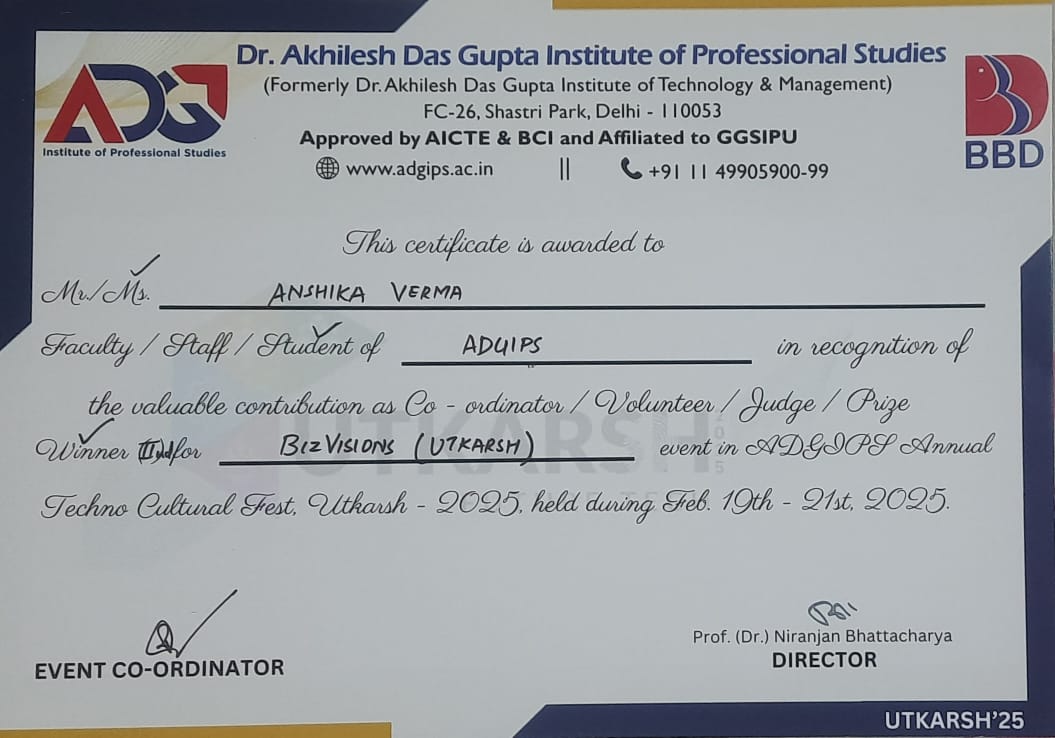 Dr. Akhilesh Das Gupta Institute of Professional Studies
(Formerly Dr. Akhilesh Das Gupta Institute of Technology & Management)
FC-26, Shastri Park, Delhi - 110053
Approved by AICTE & BCI and Affiliated to GGSIPU
www.adgips.ac.in || +91 11 49905900-99
ADG
Institute of Professional Studies
BBD
This certificate is awarded to
Mr./Ms. ANSHIKA VERMA
Faculty / Staff / Student of ADGIPS in recognition of
the valuable contribution as Co - ordinator / Volunteer / Judge / Prize
Winner IInd for BIZVISIONS (UTKARSH) event in ADGIPS Annual
Techno Cultural Fest, Utkarsh - 2025, held during Feb. 19th - 21st, 2025.
UTKARSH
EVENT CO-ORDINATOR
Prof. (Dr.) Niranjan Bhattacharya
DIRECTOR
UTKARSH'25